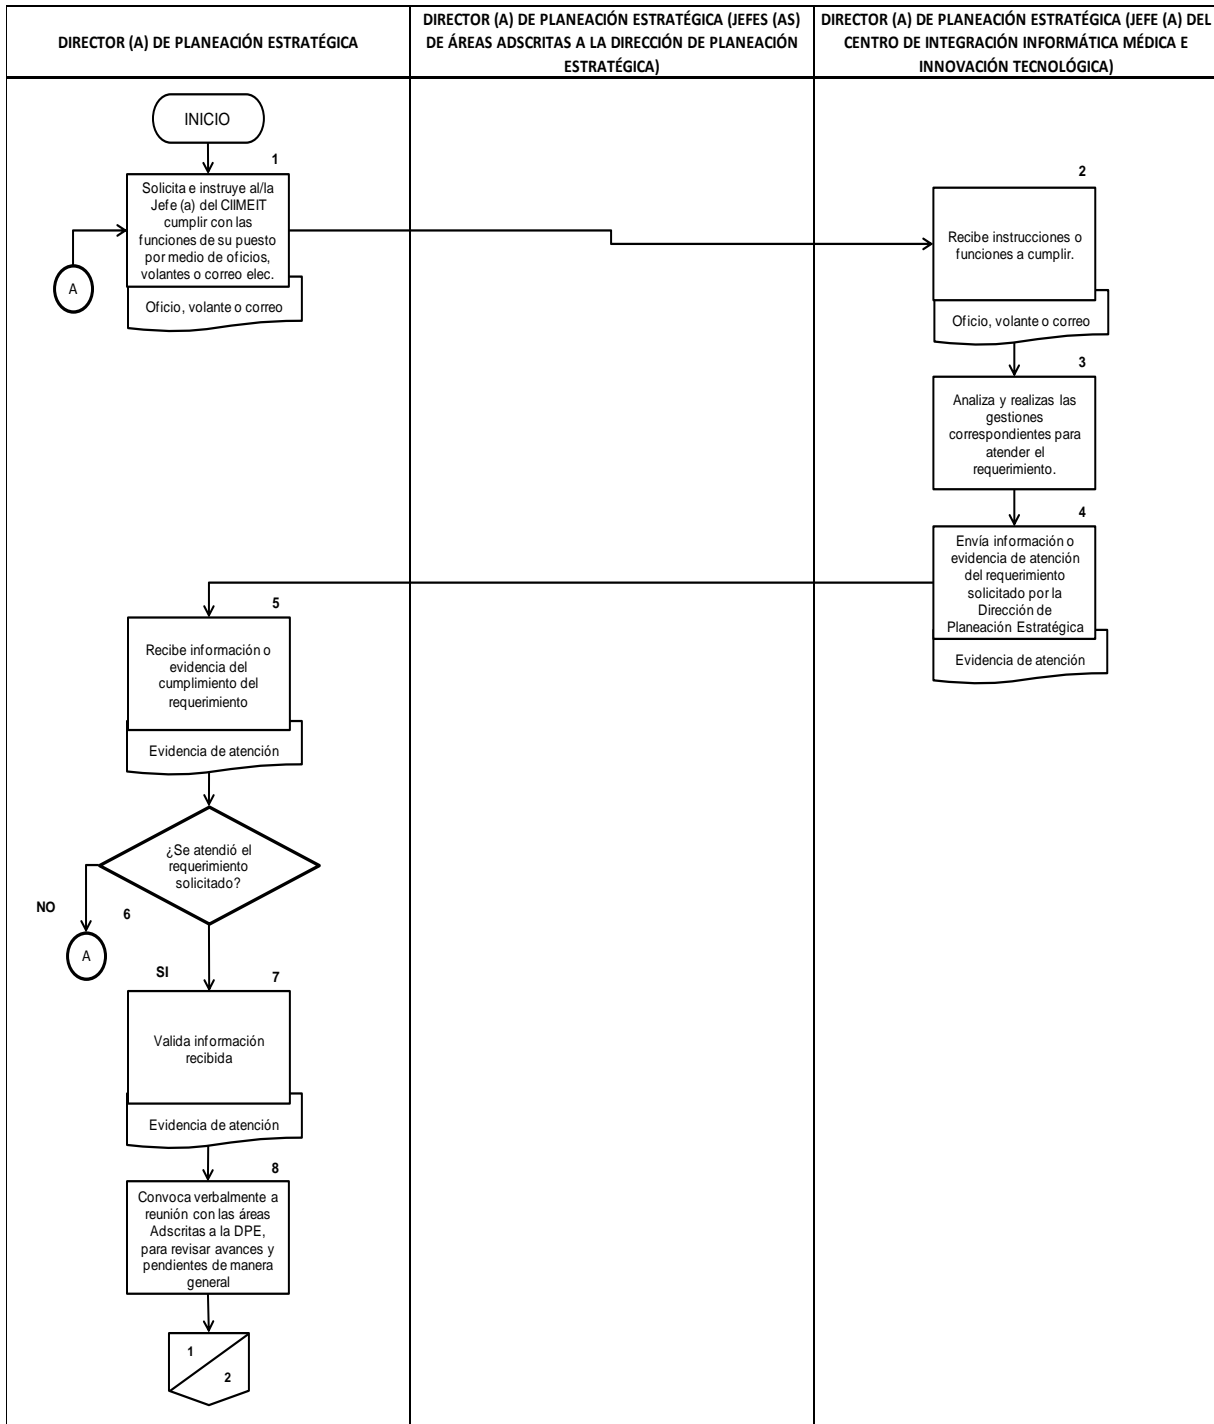 DIRECTOR (A) DE PLANEACIÓN ESTRATÉGICA
DIRECTOR (A) DE PLANEACIÓN ESTRATÉGICA (JEFES (AS)
DE ÁREAS ADSCRITAS A LA DIRECCIÓN DE PLANEACIÓN
ESTRATÉGICA)
DIRECTOR (A) DE PLANEACIÓN ESTRATÉGICA (JEFE (A) DEL
CENTRO DE INTEGRACIÓN INFORMÁTICA MÉDICA E
INNOVACIÓN TECNOLÓGICA)
INICIO
1
Solicita e instruye al/la
Jefe (a) del CIIMEIT
cumplir con las
funciones de su puesto
por medio de oficios,
volantes o correo elec.
A
Oficio, volante o correo
2
Recibe instrucciones o
funciones a cumplir.
Oficio, volante o correo
3
Analiza y realizas las
gestiones
correspondientes para
atender el
requerimiento.
4
Envía información o
evidencia de atención
del requerimiento
solicitado por la
Dirección de
Planeación Estratégica
Evidencia de atención
5
Recibe información o
evidencia del
cumplimiento del
requerimiento
Evidencia de atención
¿Se atendió el
requerimiento
solicitado?
NO
6
A
SI
7
Valida información
recibida
Evidencia de atención
8
Convoca verbalmente a
reunión con las áreas
Adscritas a la DPE,
para revisar avances y
pendientes de manera
general
1
2